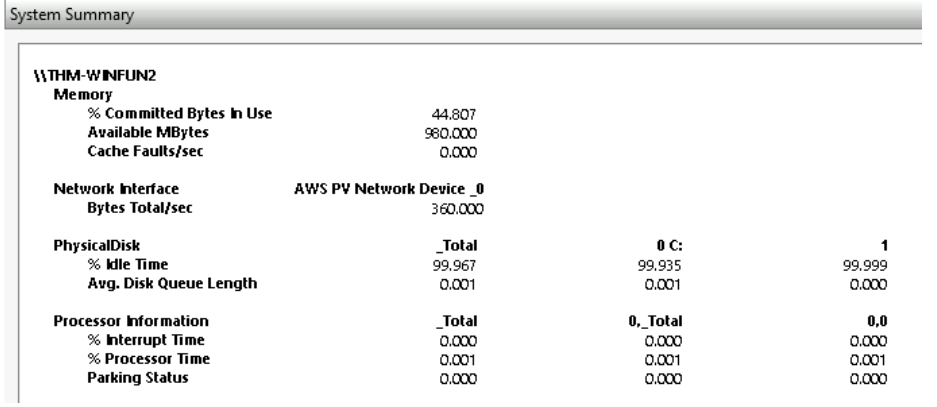 System Summary
\\THM-WINFUN2
Memory
% Committed Bytes In Use 44.807
Available MBytes 980.000
Cache Faults/sec 0.000
Network Interface AWS PV Network Device _0
Bytes Total/sec 360.000
PhysicalDisk _Total 0 C: 1
% Idle Time 99.967 99.935 99.999
Avg. Disk Queue Length 0.001 0.001 0.000
Processor Information _Total 0,_Total 0,0
% Interrupt Time 0.000 0.000 0.000
% Processor Time 0.001 0.001 0.001
Parking Status 0.000 0.000 0.000